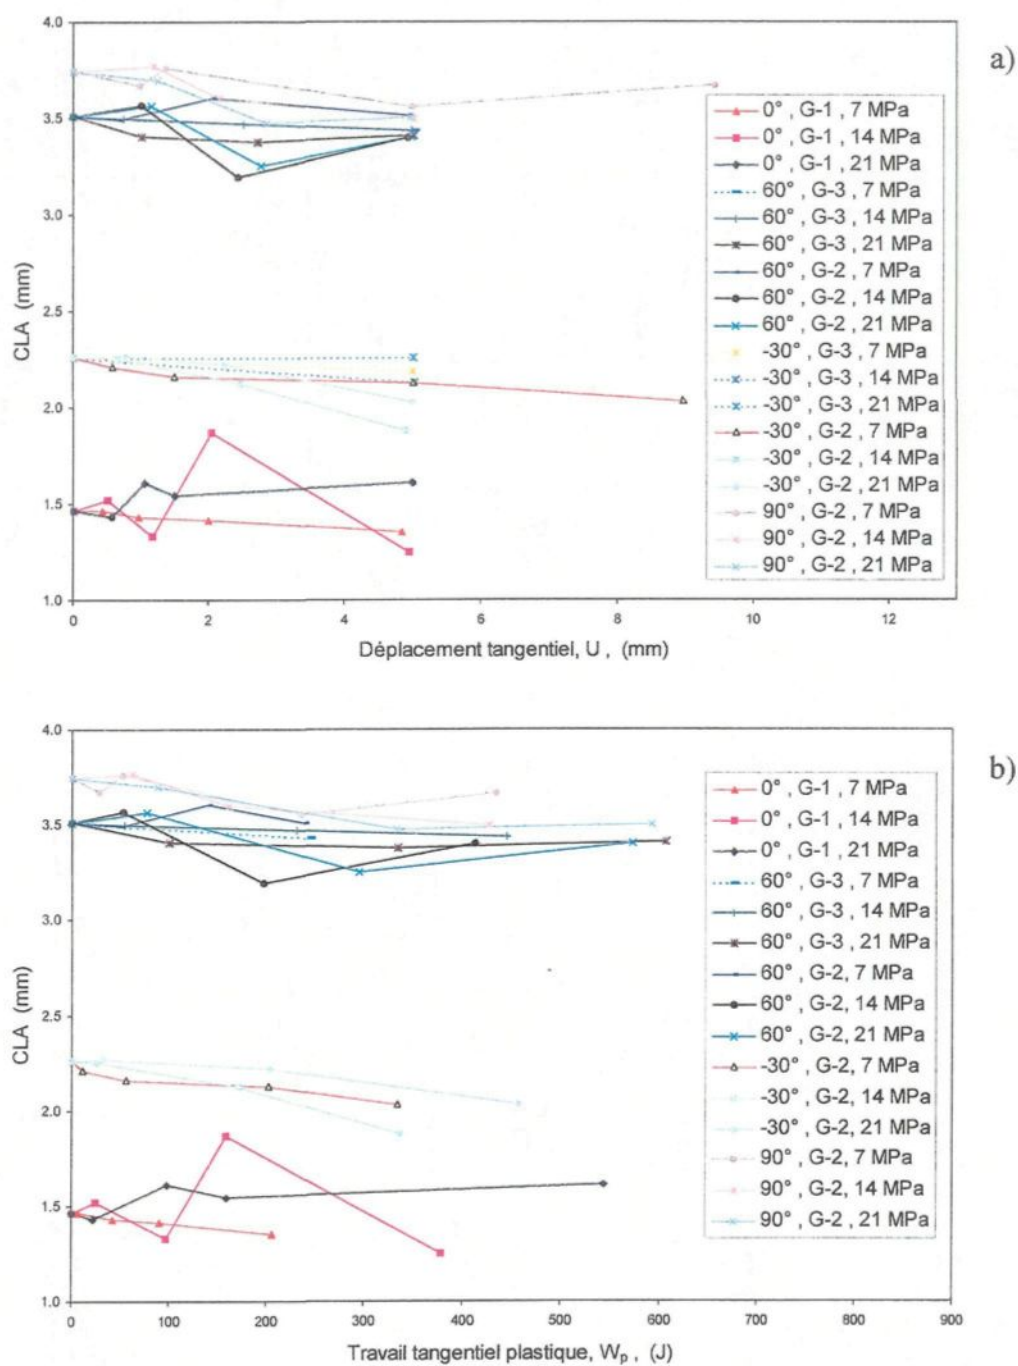 a)
4.0
3.5
3.0
2.5
2.0
1.5
1.0
CLA (mm)
0 2 4 6 8 10 12
Déplacement tangentiel, U , (mm)
0° , G-1 , 7 MPa
0° , G-1 , 14 MPa
0° , G-1 , 21 MPa
60° , G-3 , 7 MPa
60° , G-3 , 14 MPa
60° , G-3 , 21 MPa
60° , G-2 , 7 MPa
60° , G-2 , 14 MPa
60° , G-2 , 21 MPa
-30° , G-3 , 7 MPa
-30° , G-3 , 14 MPa
-30° , G-3 , 21 MPa
-30° , G-2 , 7 MPa
-30° , G-2 , 14 MPa
-30° , G-2 , 21 MPa
90° , G-2 , 7 MPa
90° , G-2 , 14 MPa
90° , G-2 , 21 MPa
b)
4.0
3.5
3.0
2.5
2.0
1.5
1.0
CLA (mm)
0 100 200 300 400 500 600 700 800 900
Travail tangentiel plastique, Wp , (J)
0° , G-1 , 7 MPa
0° , G-1 , 14 MPa
0° , G-1 , 21 MPa
60° , G-3 , 7 MPa
60° , G-3 , 14 MPa
60° , G-3 , 21 MPa
60° , G-2, 7 MPa
60° , G-2, 14 MPa
60° , G-2, 21 MPa
-30° , G-2, 7 MPa
-30° , G-2, 14 MPa
-30° , G-2, 21 MPa
90° , G-2, 7 MPa
90° , G-2, 14 MPa
90° , G-2, 21 MPa